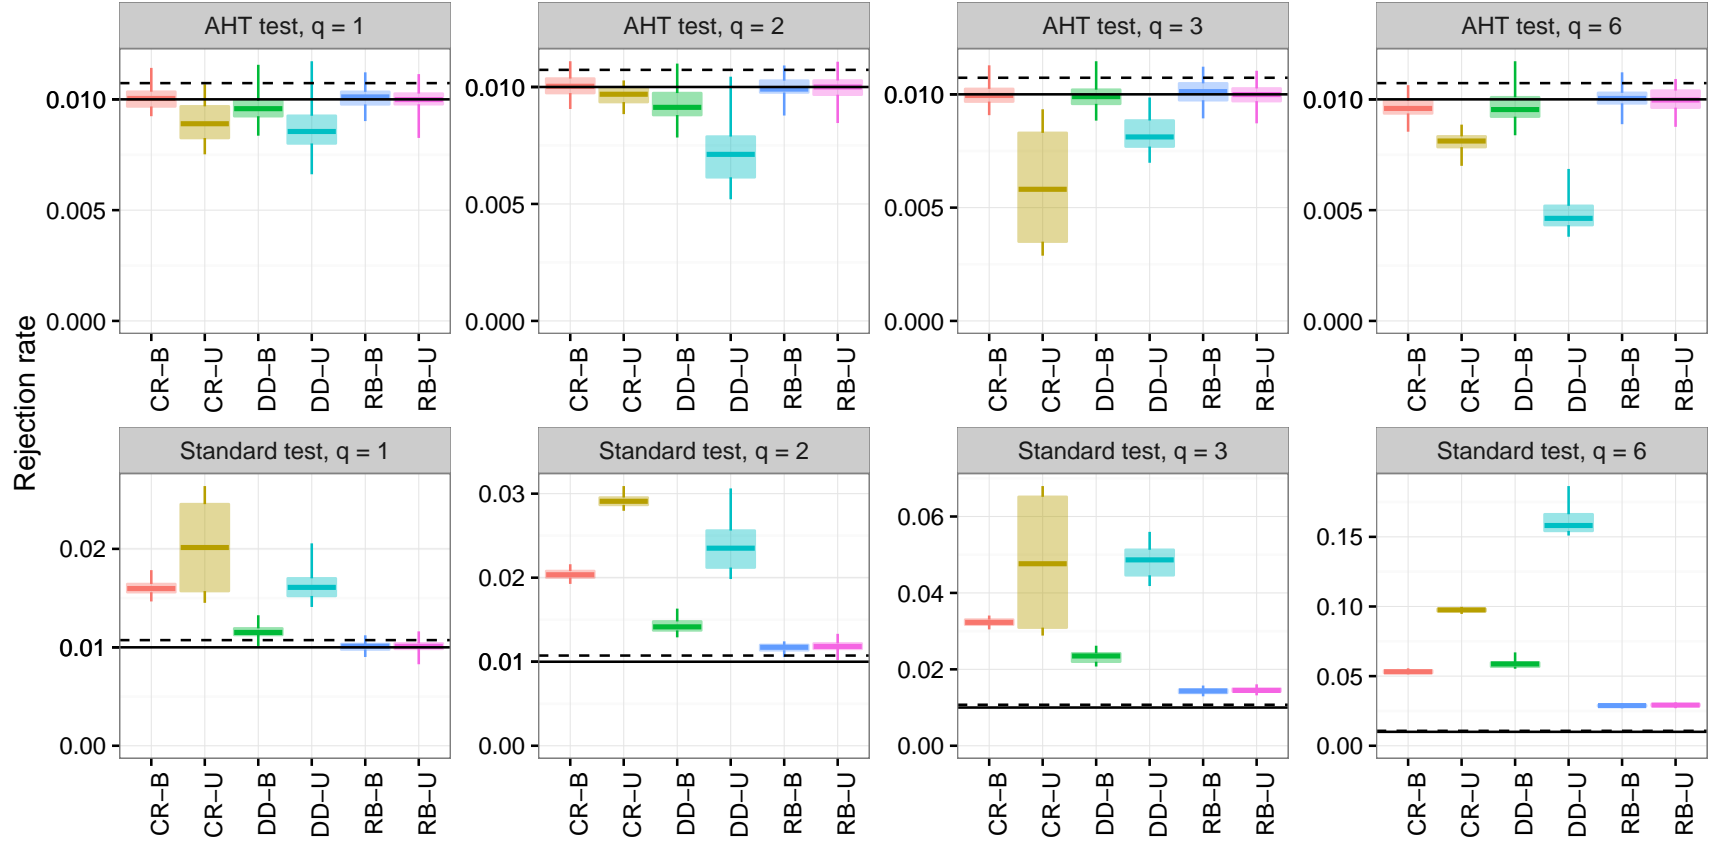 Rejection rate
AHT test, q = 1
0.010
0.005
0.000
CR−B CR−U DD−B DD−U RB−B RB−U
AHT test, q = 2
0.010
0.005
0.000
CR−B CR−U DD−B DD−U RB−B RB−U
AHT test, q = 3
0.010
0.005
0.000
CR−B CR−U DD−B DD−U RB−B RB−U
AHT test, q = 6
0.010
0.005
0.000
CR−B CR−U DD−B DD−U RB−B RB−U
Standard test, q = 1
0.02
0.01
0.00
CR−B CR−U DD−B DD−U RB−B RB−U
Standard test, q = 2
0.03
0.02
0.01
0.00
CR−B CR−U DD−B DD−U RB−B RB−U
Standard test, q = 3
0.06
0.04
0.02
0.00
CR−B CR−U DD−B DD−U RB−B RB−U
Standard test, q = 6
0.15
0.10
0.05
0.00
CR−B CR−U DD−B DD−U RB−B RB−U